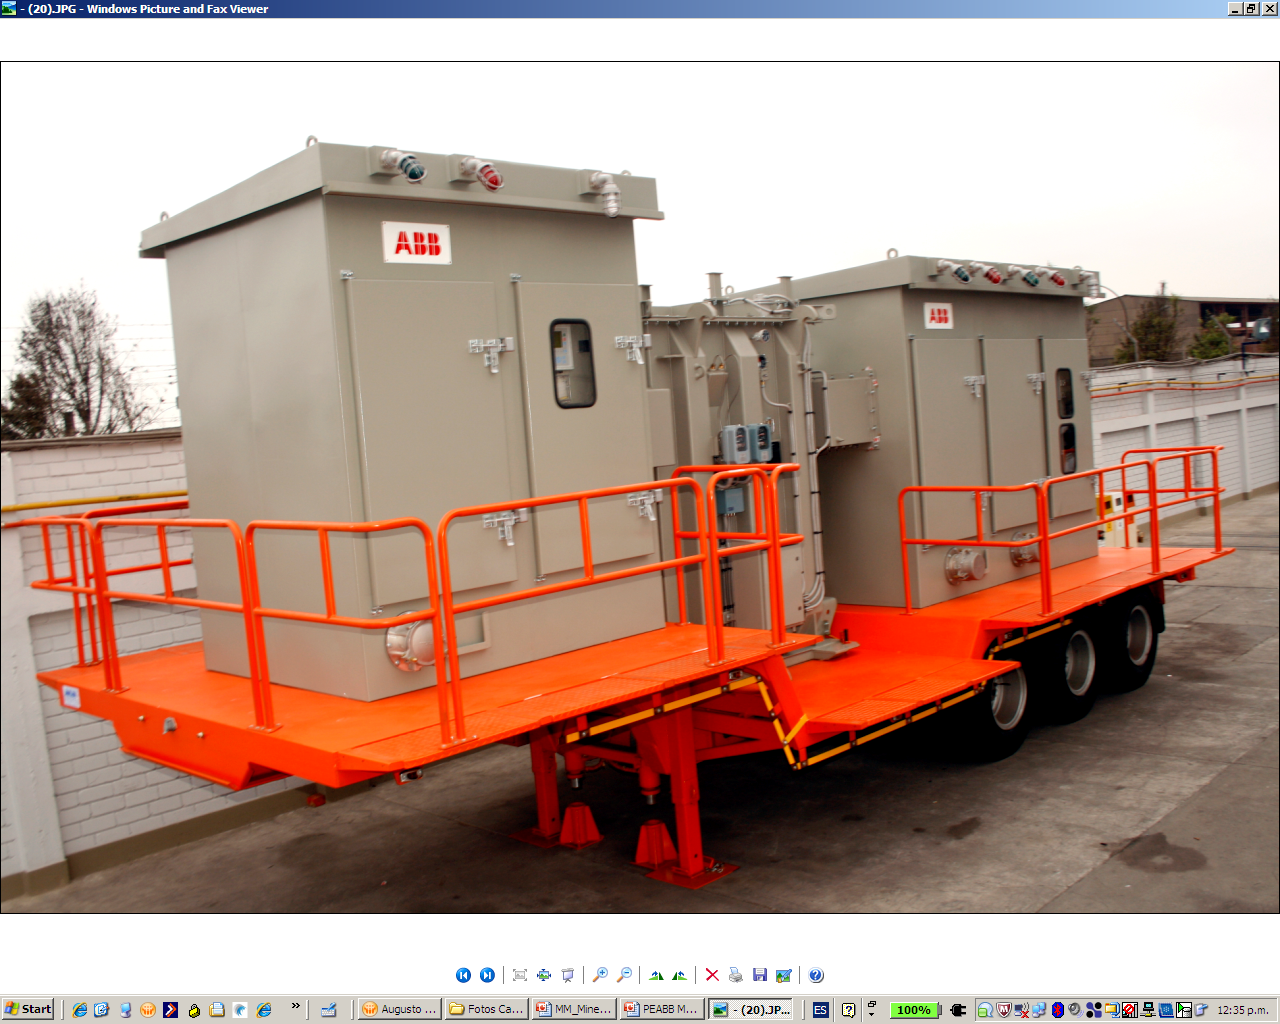 - (20).JPG - Windows Picture and Fax Viewer
ABB
ABB
Start
»
Augusto ...
Fotos Ca...
MM_Mine...
PEABB M...
- (20).JP...
ES
100%
12:35 p.m.